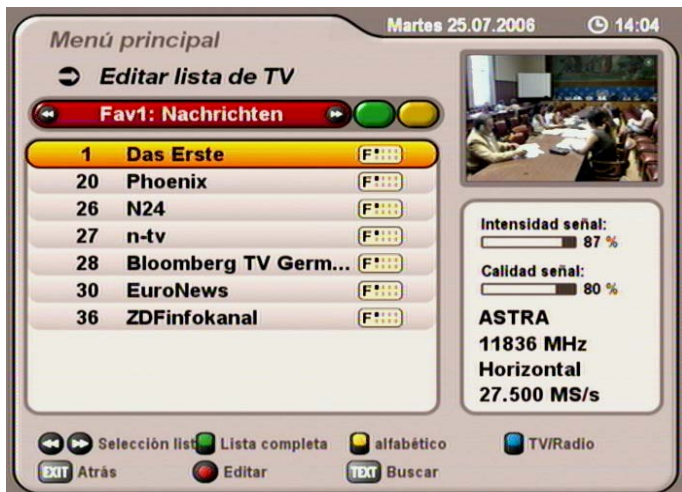 Martes 25.07.2006 14:04
Menú principal
Editar lista de TV
Fav1: Nachrichten
1 Das Erste F
20 Phoenix F
26 N24 F
27 n-tv F
28 Bloomberg TV Germ... F
30 EuroNews F
36 ZDFinfokanal F
Intensidad señal:
87 %
Calidad señal:
80 %
ASTRA
11836 MHz
Horizontal
27.500 MS/s
Selección list Lista completa alfabético TV/Radio
EXIT Atrás Editar TEXT Buscar